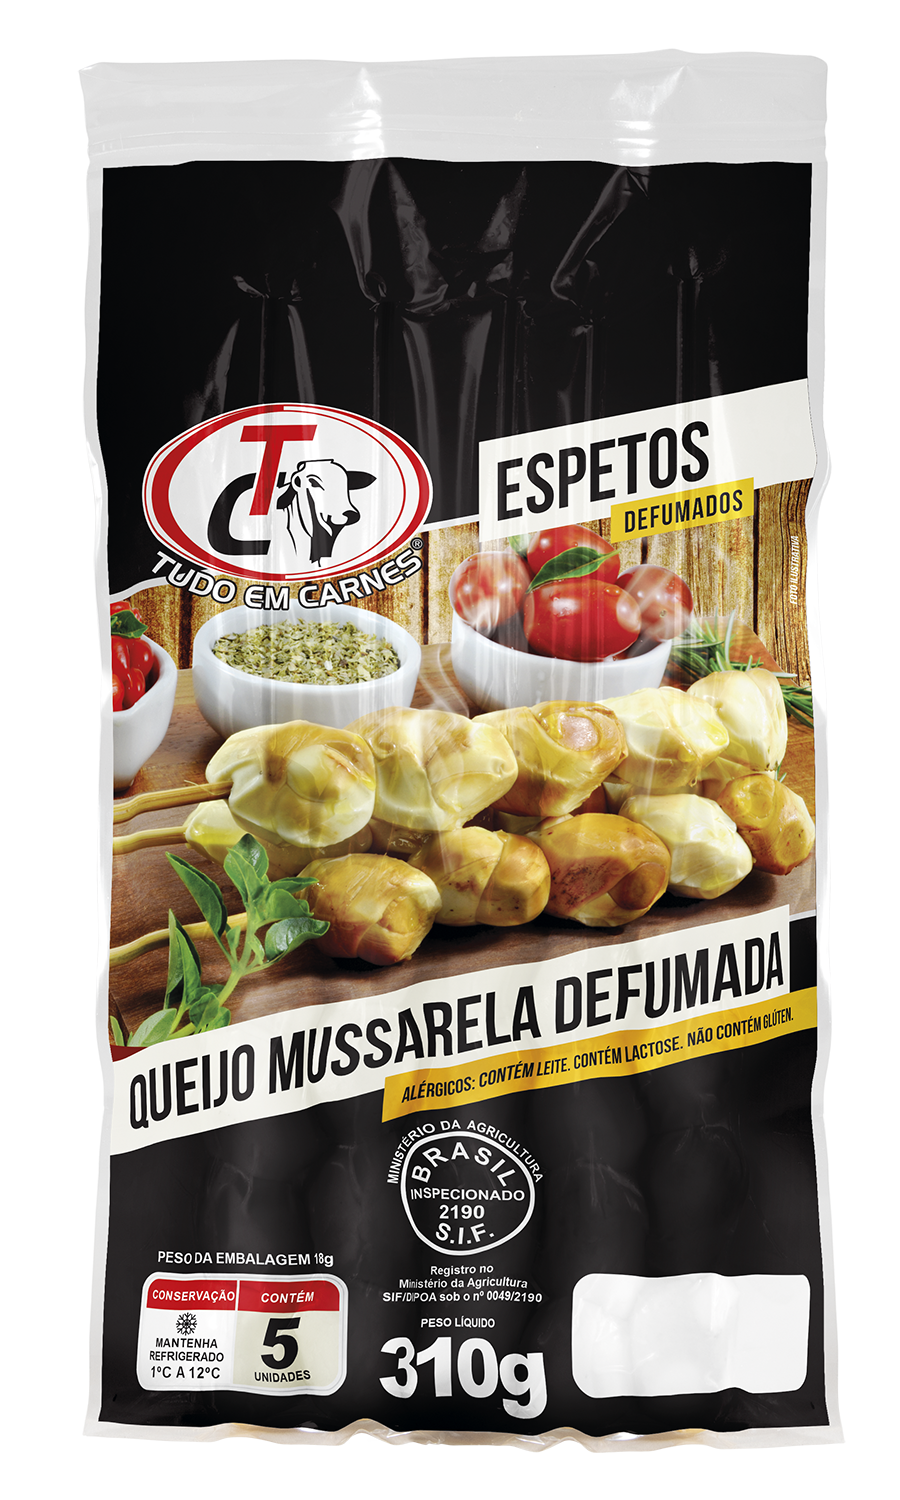 TC
TUDO EM CARNES®
ESPETOS
DEFUMADOS
FOTO ILUSTRATIVA
QUEIJO MUSSARELA DEFUMADA
ALÉRGICOS: CONTÉM LEITE. CONTÉM LACTOSE. NÃO CONTÉM GLÚTEN.
MINISTÉRIO DA AGRICULTURA
BRASIL
INSPECIONADO
2190
S.I.F.
Registro no
Ministério da Agricultura
SIF/DIPOA sob o nº 0049/2190
PESO LÍQUIDO
310g
PESO DA EMBALAGEM 18g
CONSERVAÇÃO
MANTENHA
REFRIGERADO
1ºC A 12ºC
CONTÉM
5
UNIDADES